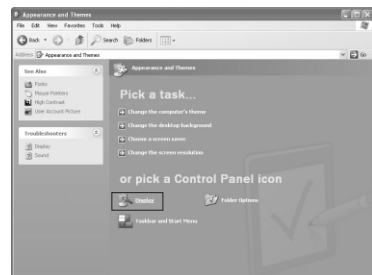 Appearance and Themes
File Edit View Favorites Tools Help
Back Search Folders
Address Appearance and Themes Go
See Also
Fonts
Mouse Pointers
High Contrast
User Account Picture
Troubleshooters
Display
Sound
Appearance and Themes
Pick a task...
Change the computer's theme
Change the desktop background
Choose a screen saver
Change the screen resolution
or pick a Control Panel icon
Display Folder Options
Taskbar and Start Menu